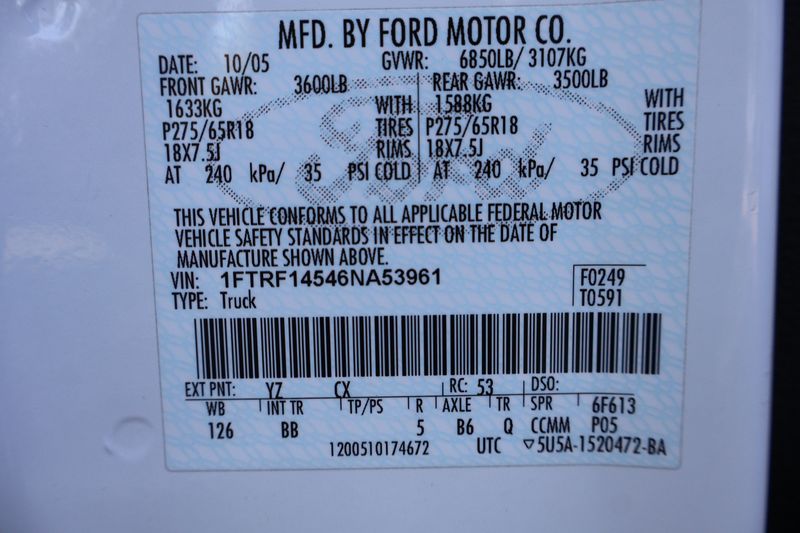 MFD. BY FORD MOTOR CO.
DATE: 10/05 GVWR: 6850LB/ 3107KG
FRONT GAWR: 3600LB REAR GAWR: 3500LB
1633KG WITH 1588KG WITH
P275/65R18 TIRES P275/65R18 TIRES
18X7.5J RIMS 18X7.5J RIMS
AT 240 kPa/ 35 PSI COLD AT 240 kPa/ 35 PSI COLD
Ford
THIS VEHICLE CONFORMS TO ALL APPLICABLE FEDERAL MOTOR
VEHICLE SAFETY STANDARDS IN EFFECT ON THE DATE OF
MANUFACTURE SHOWN ABOVE.
VIN: 1FTRF14546NA53961 F0249
TYPE: Truck T0591
EXT PNT: YZ CX RC: 53 DSO:
WB INT TR TP/PS R AXLE TR SPR 6F613
126 BB 5 B6 Q CCMM P05
1200510174672 UTC ▽5U5A-1520472-BA